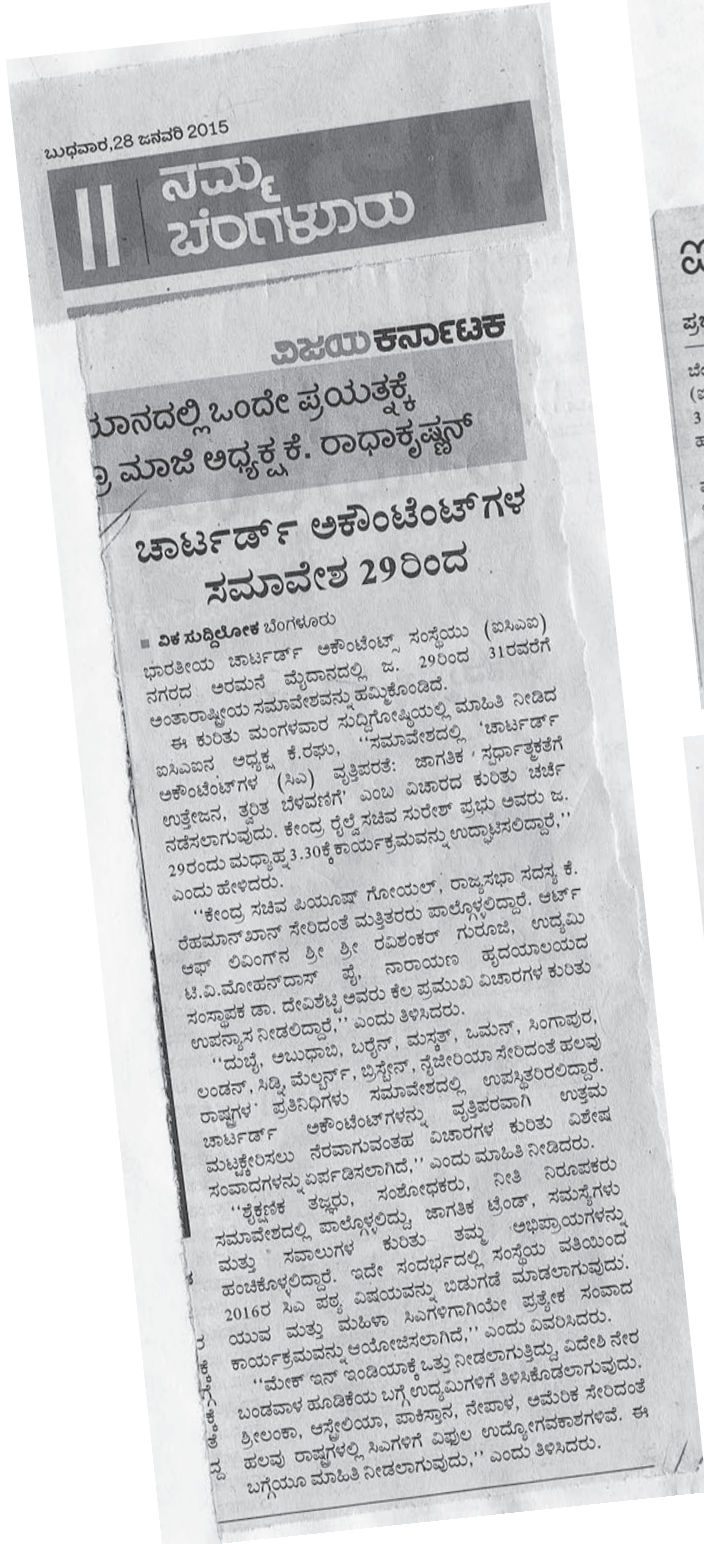 ಬುಧವಾರ,28 ಜನವರಿ 2015
II ನಮ್ಮ
ಬೆಂಗಳೂರು
ವಿಜಯ ಕರ್ನಾಟಕ
ಮಾನದಲ್ಲಿ ಒಂದೇ ಪ್ರಯತ್ನಕ್ಕೆ
ಮಾಜಿ ಅಧ್ಯಕ್ಷ ಕೆ. ರಾಧಾಕೃಷ್ಣನ್
ಚಾರ್ಟರ್ಡ್ ಅಕೌಂಟೆಂಟ್‌ಗಳ
ಸಮಾವೇಶ 29ರಿಂದ
■ ವಿಕ ಸುದ್ದಿಲೋಕ ಬೆಂಗಳೂರು
ಭಾರತೀಯ ಚಾರ್ಟರ್ಡ್ ಅಕೌಂಟೆಂಟ್ಸ್ ಸಂಸ್ಥೆಯು (ಐಸಿಎಐ)
ನಗರದ ಅರಮನೆ ಮೈದಾನದಲ್ಲಿ ಜ. 29ರಿಂದ 31ರವರೆಗೆ
ಅಂತಾರಾಷ್ಟ್ರೀಯ ಸಮಾವೇಶವನ್ನು ಹಮ್ಮಿಕೊಂಡಿದೆ.
ಈ ಕುರಿತು ಮಂಗಳವಾರ ಸುದ್ದಿಗೋಷ್ಠಿಯಲ್ಲಿ ಮಾಹಿತಿ ನೀಡಿದ
ಐಸಿಎಐನ ಅಧ್ಯಕ್ಷ ಕೆ.ರಘು, ‘‘ಸಮಾವೇಶದಲ್ಲಿ ‘ಚಾರ್ಟರ್ಡ್
ಅಕೌಂಟೆಂಟ್‌ಗಳ (ಸಿಎ) ವೃತ್ತಿಪರತೆ: ಜಾಗತಿಕ ಸ್ಪರ್ಧಾತ್ಮಕತೆಗೆ
ಉತ್ತೇಜನ, ತ್ವರಿತ ಬೆಳವಣಿಗೆ’ ಎಂಬ ವಿಚಾರದ ಕುರಿತು ಚರ್ಚೆ
ನಡೆಸಲಾಗುವುದು. ಕೇಂದ್ರ ರೈಲ್ವೆ ಸಚಿವ ಸುರೇಶ್ ಪ್ರಭು ಅವರು ಜ.
29ರಂದು ಮಧ್ಯಾಹ್ನ 3.30ಕ್ಕೆ ಕಾರ್ಯಕ್ರಮವನ್ನು ಉದ್ಘಾಟಿಸಲಿದ್ದಾರೆ,’’
ಎಂದು ಹೇಳಿದರು.
‘‘ಕೇಂದ್ರ ಸಚಿವ ಪಿಯೂಷ್ ಗೋಯಲ್, ರಾಜ್ಯಸಭಾ ಸದಸ್ಯ ಕೆ.
ರೆಹಮಾನ್‌ಖಾನ್ ಸೇರಿದಂತೆ ಮತ್ತಿತರರು ಪಾಲ್ಗೊಳ್ಳಲಿದ್ದಾರೆ. ಆರ್ಟ್
ಆಫ್ ಲಿವಿಂಗ್‌ನ ಶ್ರೀ ಶ್ರೀ ರವಿಶಂಕರ್ ಗುರೂಜಿ, ಉದ್ಯಮಿ
ಟಿ.ವಿ.ಮೋಹನ್‌ದಾಸ್ ಪೈ, ನಾರಾಯಣ ಹೃದಯಾಲಯದ
ಸಂಸ್ಥಾಪಕ ಡಾ. ದೇವಿಶೆಟ್ಟಿ ಅವರು ಕೆಲ ಪ್ರಮುಖ ವಿಚಾರಗಳ ಕುರಿತು
ಉಪನ್ಯಾಸ ನೀಡಲಿದ್ದಾರೆ,’’ ಎಂದು ತಿಳಿಸಿದರು.
‘‘ದುಬೈ, ಅಬುಧಾಬಿ, ಬರೈನ್, ಮಸ್ಕತ್, ಒಮನ್, ಸಿಂಗಾಪುರ,
ಲಂಡನ್, ಸಿಡ್ನಿ, ಮೆಲ್ಬರ್ನ್, ಬ್ರಿಸ್ಬೇನ್, ನೈಜೀರಿಯಾ ಸೇರಿದಂತೆ ಹಲವು
ರಾಷ್ಟ್ರಗಳ ಪ್ರತಿನಿಧಿಗಳು ಸಮಾವೇಶದಲ್ಲಿ ಉಪಸ್ಥಿತರಿರಲಿದ್ದಾರೆ.
ಚಾರ್ಟರ್ಡ್ ಅಕೌಂಟೆಂಟ್‌ಗಳನ್ನು ವೃತ್ತಿಪರವಾಗಿ ಉತ್ತಮ
ಮಟ್ಟಕ್ಕೇರಿಸಲು ನೆರವಾಗುವಂತಹ ವಿಚಾರಗಳ ಕುರಿತು ವಿಶೇಷ
ಸಂವಾದಗಳನ್ನು ಏರ್ಪಡಿಸಲಾಗಿದೆ,’’ ಎಂದು ಮಾಹಿತಿ ನೀಡಿದರು.
‘‘ಶೈಕ್ಷಣಿಕ ತಜ್ಞರು, ಸಂಶೋಧಕರು, ನೀತಿ ನಿರೂಪಕರು
ಸಮಾವೇಶದಲ್ಲಿ ಪಾಲ್ಗೊಳ್ಳಲಿದ್ದು, ಜಾಗತಿಕ ಟ್ರೆಂಡ್, ಸಮಸ್ಯೆಗಳು
ಮತ್ತು ಸವಾಲುಗಳ ಕುರಿತು ತಮ್ಮ ಅಭಿಪ್ರಾಯಗಳನ್ನು
ಹಂಚಿಕೊಳ್ಳಲಿದ್ದಾರೆ. ಇದೇ ಸಂದರ್ಭದಲ್ಲಿ ಸಂಸ್ಥೆಯ ವತಿಯಿಂದ
2016ರ ಸಿಎ ಪಠ್ಯ ವಿಷಯವನ್ನು ಬಿಡುಗಡೆ ಮಾಡಲಾಗುವುದು.
ಯುವ ಮತ್ತು ಮಹಿಳಾ ಸಿಎಗಳಿಗಾಗಿಯೇ ಪ್ರತ್ಯೇಕ ಸಂವಾದ
ಕಾರ್ಯಕ್ರಮವನ್ನು ಆಯೋಜಿಸಲಾಗಿದೆ,’’ ಎಂದು ವಿವರಿಸಿದರು.
‘‘ಮೇಕ್ ಇನ್ ಇಂಡಿಯಾಕ್ಕೆ ಒತ್ತು ನೀಡಲಾಗುತ್ತಿದ್ದು, ವಿದೇಶಿ ನೇರ
ಬಂಡವಾಳ ಹೂಡಿಕೆಯ ಬಗ್ಗೆ ಉದ್ಯಮಿಗಳಿಗೆ ತಿಳಿಸಿಕೊಡಲಾಗುವುದು.
ಶ್ರೀಲಂಕಾ, ಆಸ್ಟ್ರೇಲಿಯಾ, ಪಾಕಿಸ್ತಾನ, ನೇಪಾಳ, ಅಮೆರಿಕ ಸೇರಿದಂತೆ
ಹಲವು ರಾಷ್ಟ್ರಗಳಲ್ಲಿ ಸಿಎಗಳಿಗೆ ವಿಫುಲ ಉದ್ಯೋಗವಕಾಶಗಳಿವೆ. ಈ
ಬಗ್ಗೆಯೂ ಮಾಹಿತಿ ನೀಡಲಾಗುವುದು,’’ ಎಂದು ತಿಳಿಸಿದರು.